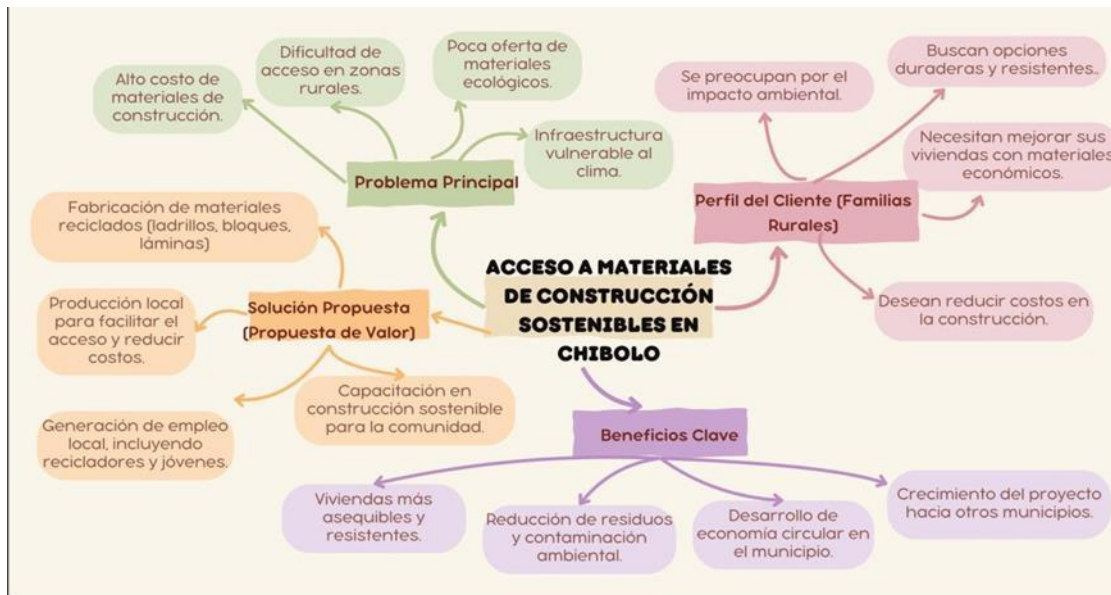 Alto costo de
materiales de
construcción.
Dificultad de
acceso en zonas
rurales.
Poca oferta de
materiales
ecológicos.
Infraestructura
vulnerable al
clima.
Problema Principal
Se preocupan por el
impacto ambiental.
Buscan opciones
duraderas y resistentes..
Necesitan mejorar sus
viviendas con materiales
económicos.
Perfil del Cliente (Familias
Rurales)
Desean reducir costos en
la construcción.
ACCESO A MATERIALES
DE CONSTRUCCIÓN
SOSTENIBLES EN
CHIBOLO
Fabricación de materiales
reciclados (ladrillos, bloques,
láminas)
Solución Propuesta
(Propuesta de Valor)
Producción local
para facilitar el
acceso y reducir
costos.
Generación de empleo
local, incluyendo
recicladores y jóvenes.
Capacitación en
construcción sostenible
para la comunidad.
Beneficios Clave
Viviendas más
asequibles y
resistentes.
Reducción de residuos
y contaminación
ambiental.
Desarrollo de
economía circular en
el municipio.
Crecimiento del proyecto
hacia otros municipios.